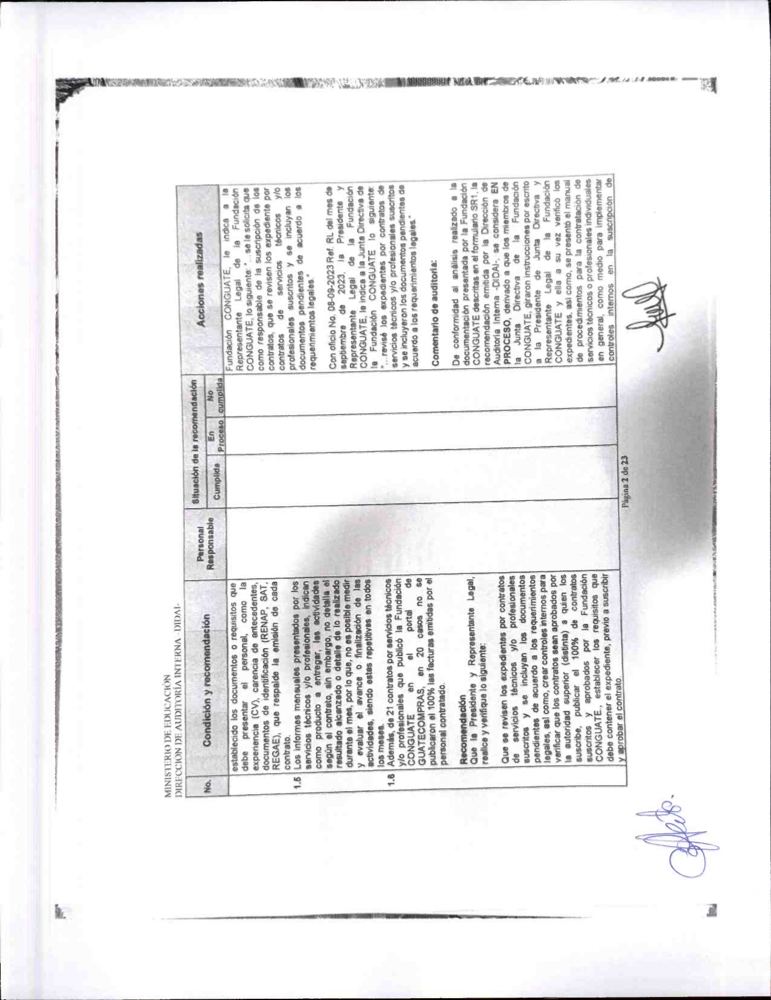 MINISTERIO DE EDUCACIÓN
DIRECCION DE AUDITORÍA INTERNA -DIDAI-
No.
Condición y recomendación
Personal
Responsable
Situación de la recomendación
Cumplida
En
Proceso
No
cumplida
Acciones realizadas
establecido los documentos o requisitos que
debe presentar el personal, como la
experiencia (CV), carencia de antecedentes,
documentos de identificación (RENAP, SAT,
REGAE), que respalde la emisión de cada
contrato.
1.5 Los informes mensuales presentados por los
servicios técnicos y/o profesionales, indican
como producto a entregar, las actividades
según el contrato, sin embargo, no detalla el
resultado alcanzado o detalle de lo realizado
durante el mes, por lo que, no es posible medir
y evaluar el avance o finalización de las
actividades, siendo estas repetitivas en todos
los meses.
1.6 Además, de 21 contratos por servicios técnicos
y/o profesionales que publicó la Fundación
CONGUATE en el portal de
GUATECOMPRAS, en 20 casos no se
publicaron el 100% las facturas emitidas por el
personal contratado.
Recomendación
Que la Presidente y Representante Legal,
realice y verifique lo siguiente:
Que se revisen los expedientes por contratos
de servicios técnicos y/o profesionales
suscritos y se incluyan los documentos
pendientes de acuerdo a los requerimientos
legales, así como, crear controles internos para
verificar que los contratos sean aprobados por
la autoridad superior (distinta) a quien los
suscribe, publicar el 100% de contratos
suscritos y aprobados por la Fundación
CONGUATE., establecer los requisitos que
debe contener el expediente, previo a suscribir
y aprobar el contrato.
Fundación CONGUATE, le indica a la
Representante Legal de la Fundación
CONGUATE, lo siguiente: "...se le solicita que
como responsable de la suscripción de los
contratos, que se revisen los expediente por
contratos de servicios técnicos y/o
profesionales suscritos y se incluyan los
documentos pendientes de acuerdo a los
requerimientos legales."
Con oficio No. 08-09-2023 Ref. RL del mes de
septiembre de 2023, la Presidente y
Representante Legal de la Fundación
CONGUATE, le indica a la Junta Directiva de
la Fundación CONGUATE lo siguiente:
"...revisé los expedientes por contratos de
servicios técnicos y/o profesionales suscritos
y se incluyeron los documentos pendientes de
acuerdo a los requerimientos legales."
Comentario de auditoria:
De conformidad al análisis realizado a la
documentación presentada por la Fundación
CONGUATE descritas en el formulario SR1, la
recomendación emitida por la Dirección de
Auditoría Interna -DIDAI-, se considera EN
PROCESO, derivado a que los miembros de
la Junta Directiva de la Fundación
CONGUATE, giraron instrucciones por escrito
a la Presidente de Junta Directiva y
Representante Legal de la Fundación
CONGUATE y ella a su vez verificó los
expedientes, así como, se presentó el manual
de procedimientos para la contratación de
servicios técnicos o profesionales individuales
en general, como medio para implementar
controles internos en la suscripción de
Página 2 de 23